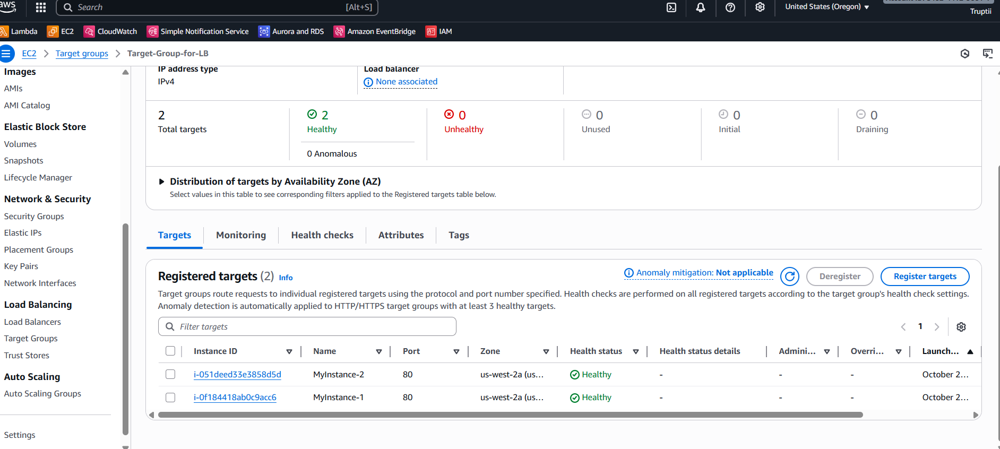 aws
Search [Alt+S] United States (Oregon)
Truptii
Lambda EC2 CloudWatch Simple Notification Service Aurora and RDS Amazon EventBridge IAM
EC2 Target groups Target-Group-for-LB
Images
AMIs
AMI Catalog
Elastic Block Store
Volumes
Snapshots
Lifecycle Manager
Network & Security
Security Groups
Elastic IPs
Placement Groups
Key Pairs
Network Interfaces
Load Balancing
Load Balancers
Target Groups
Trust Stores
Auto Scaling
Auto Scaling Groups
Settings
IP address type
IPv4
Load balancer
None associated
2
Total targets
2
Healthy
0 Anomalous
0
Unhealthy
0
Unused
0
Initial
0
Draining
Distribution of targets by Availability Zone (AZ)
Select values in this table to see corresponding filters applied to the Registered targets table below.
Targets Monitoring Health checks Attributes Tags
Registered targets (2) Info
Anomaly mitigation: Not applicable Deregister Register targets
Target groups route requests to individual registered targets using the protocol and port number specified. Health checks are performed on all registered targets according to the target group's health check settings.
Anomaly detection is automatically applied to HTTP/HTTPS target groups with at least 3 healthy targets.
Filter targets
1
Instance ID Name Port Zone Health status Health status details Admini... Overri... Launch...
i-051deed33e3858d5d MyInstance-2 80 us-west-2a (us... Healthy - - - October 2...
i-0f184418ab0c9acc6 MyInstance-1 80 us-west-2a (us... Healthy - - - October 2...